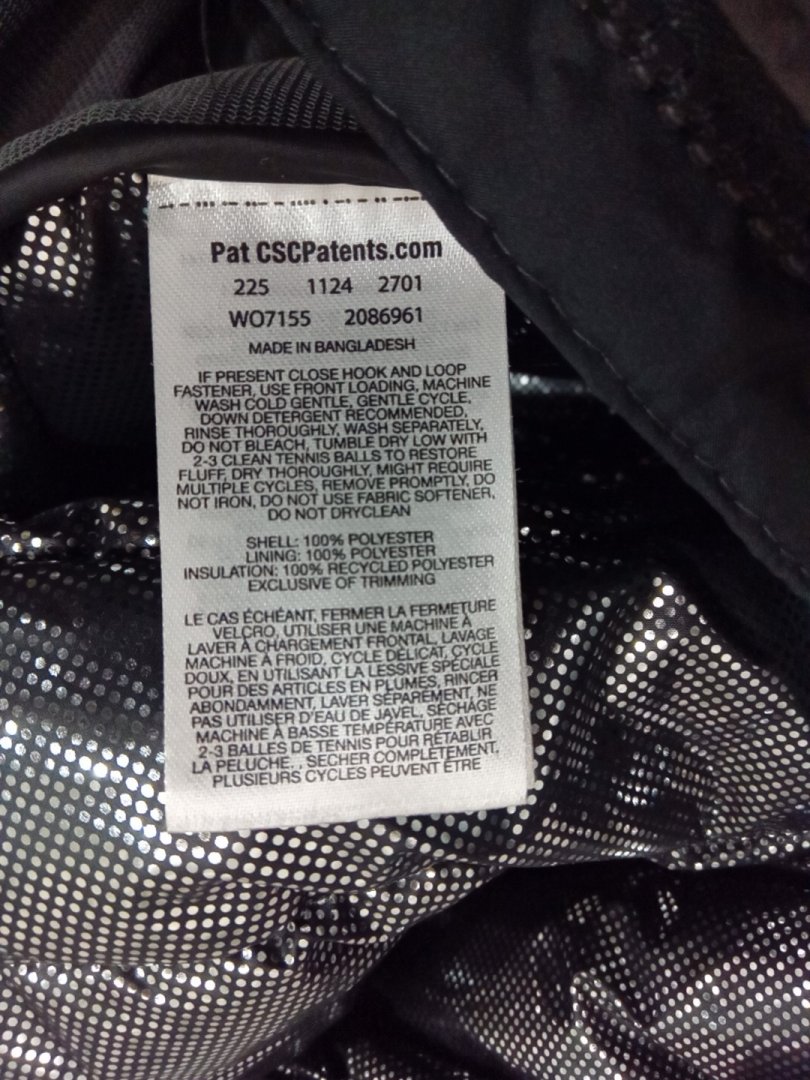 Pat CSCPatents.com
225 1124 2701
WO7155 2086961
MADE IN BANGLADESH
IF PRESENT CLOSE HOOK AND LOOP
FASTENER, USE FRONT LOADING, MACHINE
WASH COLD GENTLE, GENTLE CYCLE,
DOWN DETERGENT RECOMMENDED,
RINSE THOROUGHLY, WASH SEPARATELY,
DO NOT BLEACH, TUMBLE DRY LOW WITH
2-3 CLEAN TENNIS BALLS TO RESTORE
FLUFF, DRY THOROUGHLY, MIGHT REQUIRE
MULTIPLE CYCLES, REMOVE PROMPTLY, DO
NOT IRON, DO NOT USE FABRIC SOFTENER,
DO NOT DRYCLEAN
SHELL: 100% POLYESTER
LINING: 100% POLYESTER
INSULATION: 100% RECYCLED POLYESTER
EXCLUSIVE OF TRIMMING
LE CAS ÉCHÉANT, FERMER LA FERMETURE
VELCRO, UTILISER UNE MACHINE À
LAVER À CHARGEMENT FRONTAL, LAVAGE
MACHINE À FROID, CYCLE DÉLICAT, CYCLE
DOUX, EN UTILISANT LA LESSIVE SPÉCIALE
POUR DES ARTICLES EN PLUMES, RINCER
ABONDAMMENT, LAVER SÉPARÉMENT, NE
PAS UTILISER D'EAU DE JAVEL, SÉCHAGE
MACHINE À BASSE TEMPÉRATURE AVEC
2-3 BALLES DE TENNIS POUR RÉTABLIR
LA PELUCHE. , SECHER COMPLÈTEMENT,
PLUSIEURS CYCLES PEUVENT ÊTRE